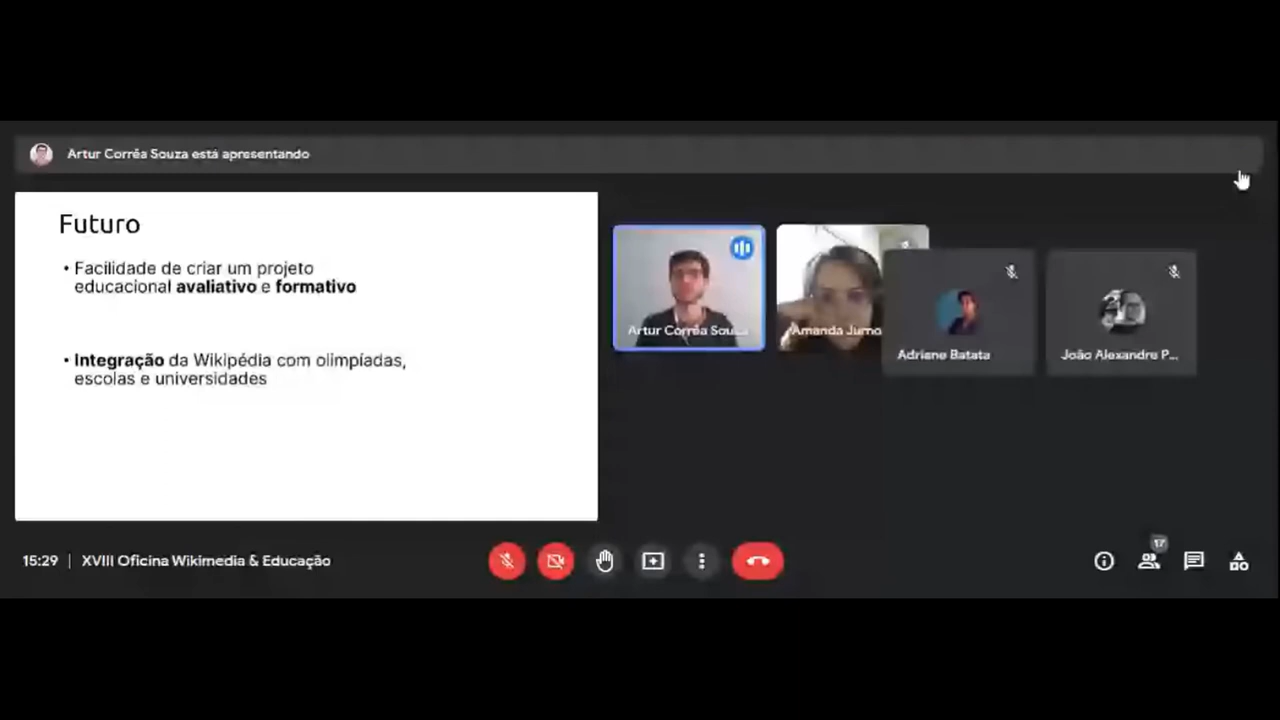 Artur Corrêa Souza está apresentando
Futuro
• Facilidade de criar um projeto
educacional avaliativo e formativo
• Integração da Wikipédia com olimpíadas,
escolas e universidades
Artur Corrêa Souza
Amanda Jurno
Adriane Batata
João Alexandre P...
15:29 | XVIII Oficina Wikimedia & Educação
17